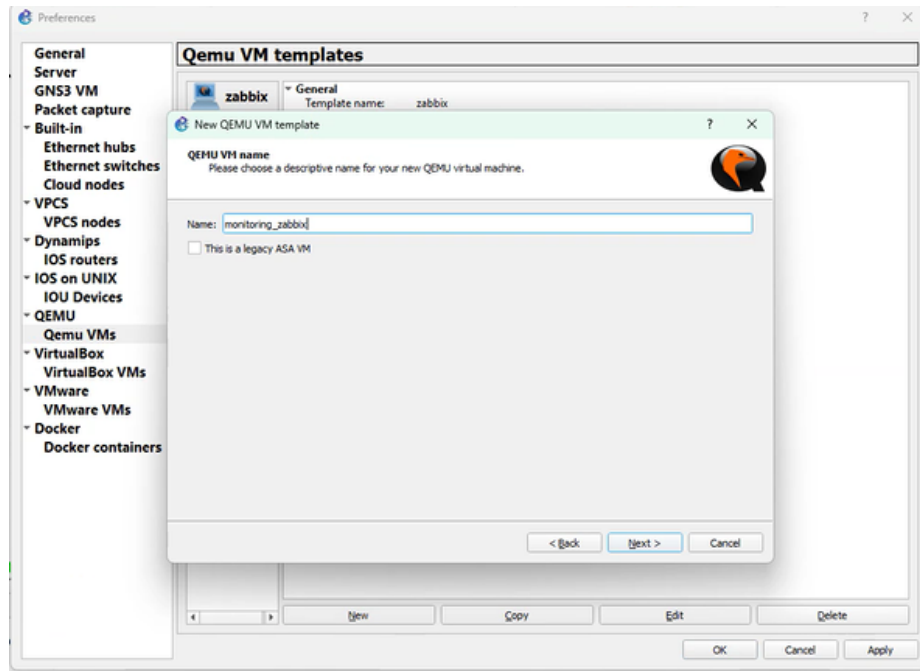 Preferences
General
Server
GNS3 VM
Packet capture
Built-in
Ethernet hubs
Ethernet switches
Cloud nodes
VPCS
VPCS nodes
Dynamips
IOS routers
IOS on UNIX
IOU Devices
QEMU
Qemu VMs
VirtualBox
VirtualBox VMs
VMware
VMware VMs
Docker
Docker containers
Qemu VM templates
zabbix
General
Template name: zabbix
New QEMU VM template
QEMU VM name
Please choose a descriptive name for your new QEMU virtual machine.
Name: monitoring_zabbix
This is a legacy ASA VM
< Back Next > Cancel
New Copy Edit Delete
OK Cancel Apply